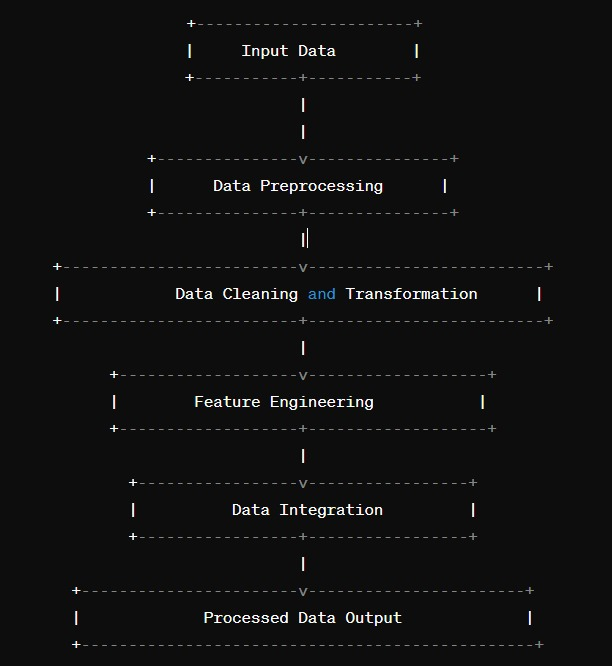 Input Data
Data Preprocessing
Data Cleaning and Transformation
Feature Engineering
Data Integration
Processed Data Output